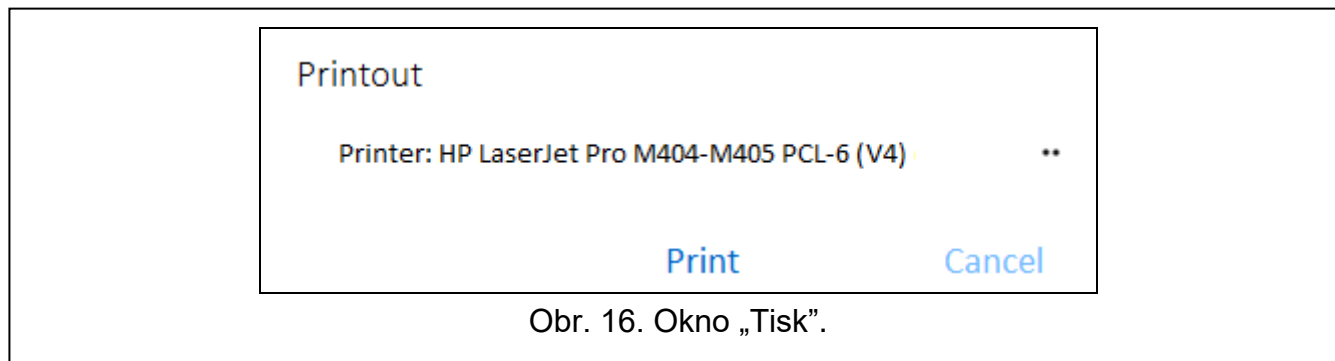 Printout
Printer: HP LaserJet Pro M404-M405 PCL-6 (V4) ••
Print Cancel
Obr. 16. Okno „Tisk”.